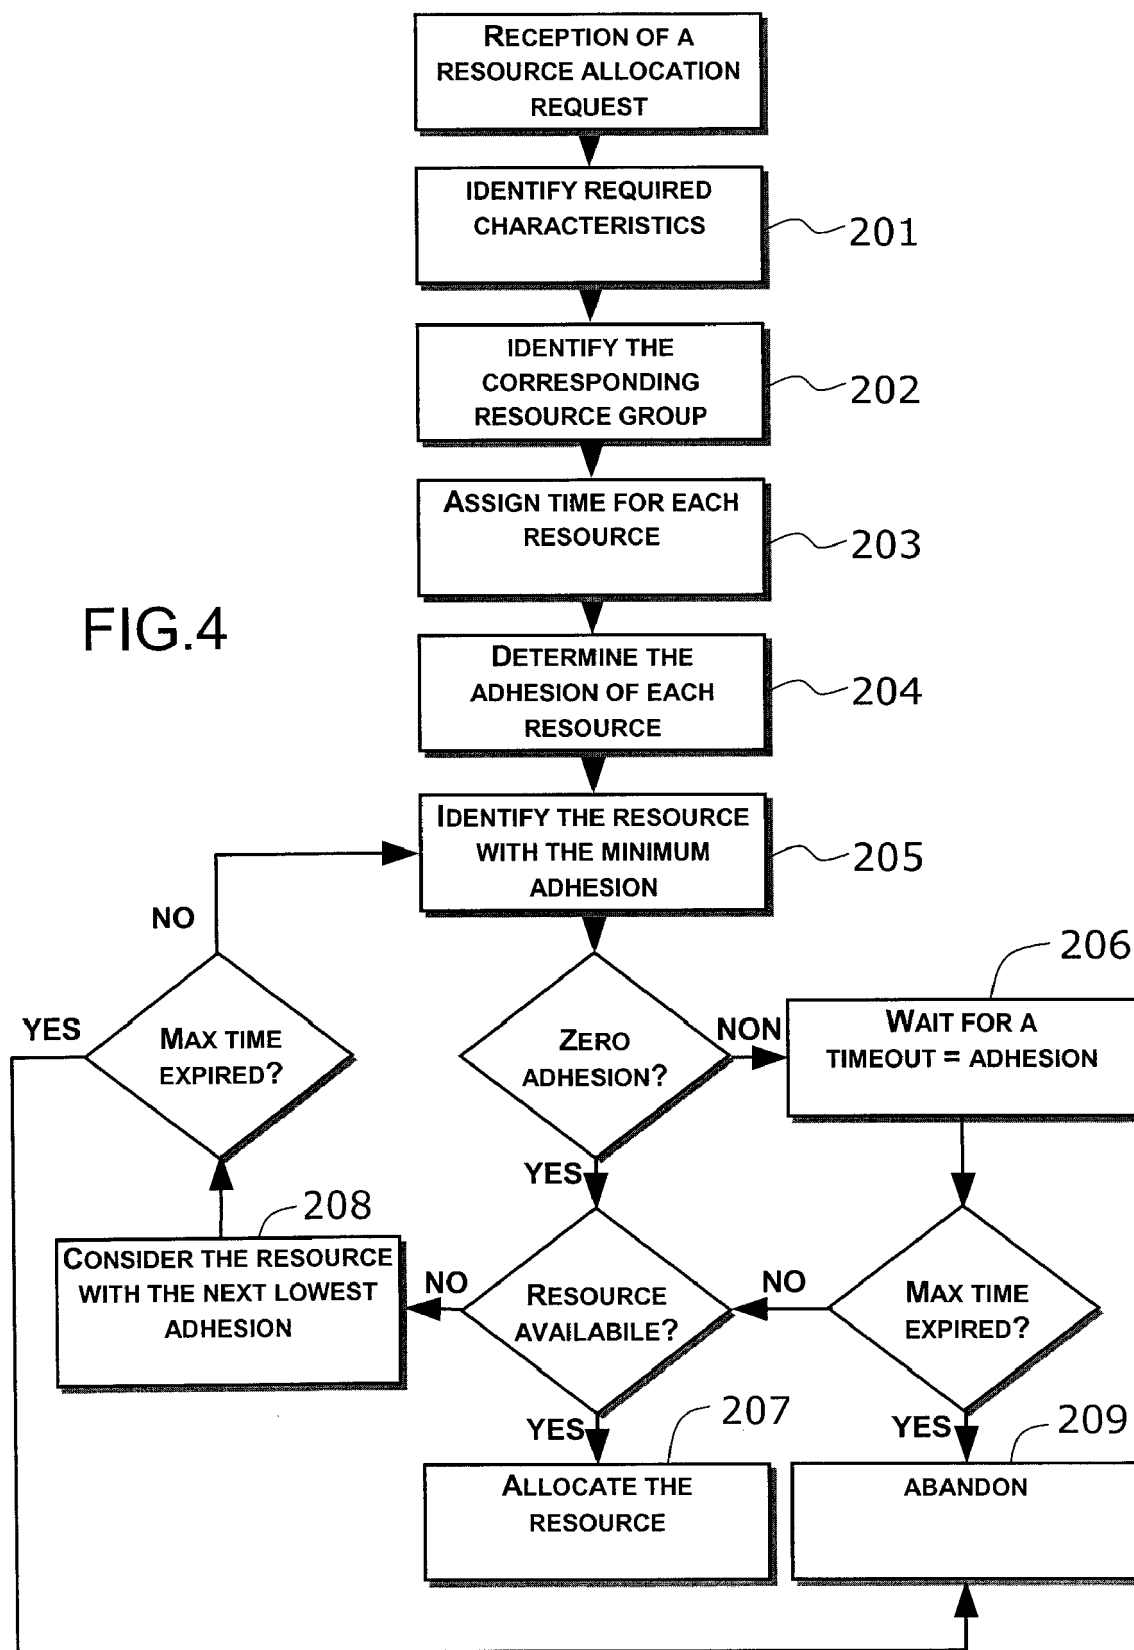 RECEPTION OF A
RESOURCE ALLOCATION
REQUEST
IDENTIFY REQUIRED
CHARACTERISTICS
201
IDENTIFY THE
CORRESPONDING
RESOURCE GROUP
202
ASSIGN TIME FOR EACH
RESOURCE
203
FIG.4
DETERMINE THE
ADHESION OF EACH
RESOURCE
204
IDENTIFY THE RESOURCE
WITH THE MINIMUM
ADHESION
205
NO
YES
MAX TIME
EXPIRED?
ZERO
ADHESION?
NON
206
WAIT FOR A
TIMEOUT = ADHESION
YES
208
CONSIDER THE RESOURCE
WITH THE NEXT LOWEST
ADHESION
NO
RESOURCE
AVAILABILE?
NO
MAX TIME
EXPIRED?
YES
207
ALLOCATE THE
RESOURCE
YES
209
ABANDON